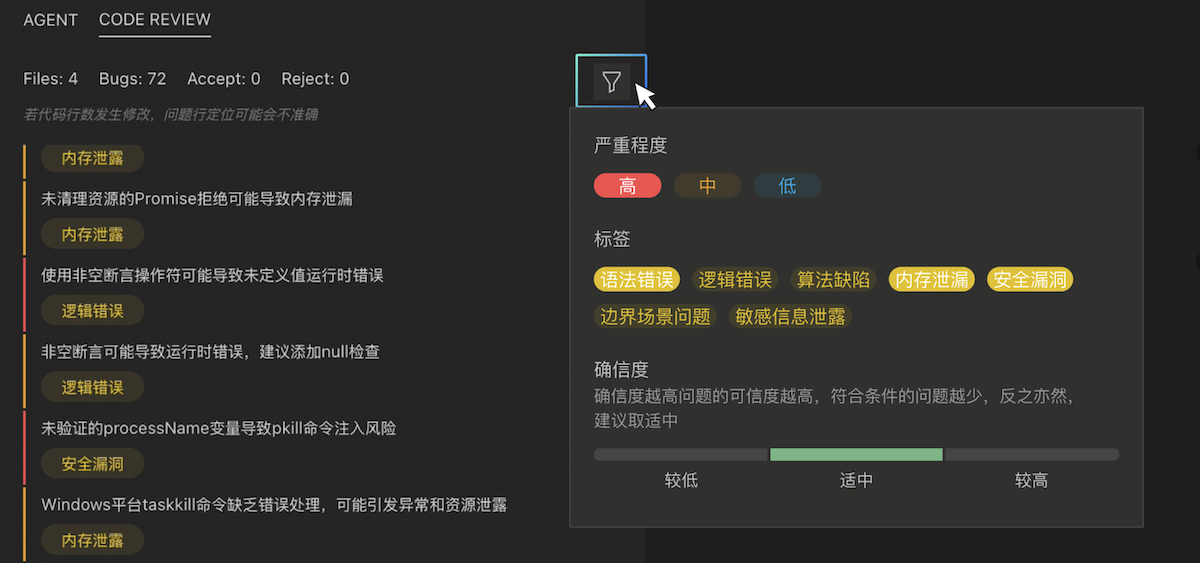 AGENT CODE REVIEW
Files: 4 Bugs: 72 Accept: 0 Reject: 0
若代码行数发生修改，问题行定位可能会不准确
内存泄露
未清理资源的Promise拒绝可能导致内存泄漏
内存泄露
使用非空断言操作符可能导致未定义值运行时错误
逻辑错误
非空断言可能导致运行时错误，建议添加null检查
逻辑错误
未验证的processName变量导致pkill命令注入风险
安全漏洞
Windows平台taskkill命令缺乏错误处理，可能引发异常和资源泄露
内存泄露
严重程度
高 中 低
标签
语法错误 逻辑错误 算法缺陷 内存泄漏 安全漏洞
边界场景问题 敏感信息泄露
确信度
确信度越高问题的可信度越高，符合条件的问题越少，反之亦然，
建议取适中
较低 适中 较高